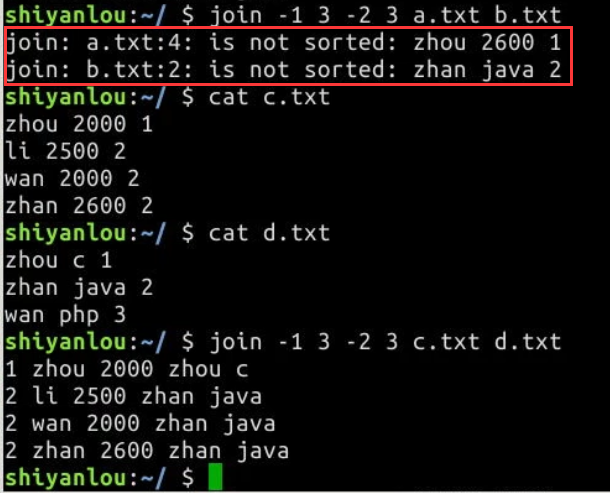 shiyanlou:~/ $ join -1 3 -2 3 a.txt b.txt
join: a.txt:4: is not sorted: zhou 2600 1
join: b.txt:2: is not sorted: zhan java 2
shiyanlou:~/ $ cat c.txt
zhou 2000 1
li 2500 2
wan 2000 2
zhan 2600 2
shiyanlou:~/ $ cat d.txt
zhou c 1
zhan java 2
wan php 3
shiyanlou:~/ $ join -1 3 -2 3 c.txt d.txt
1 zhou 2000 zhou c
2 li 2500 zhan java
2 wan 2000 zhan java
2 zhan 2600 zhan java
shiyanlou:~/ $